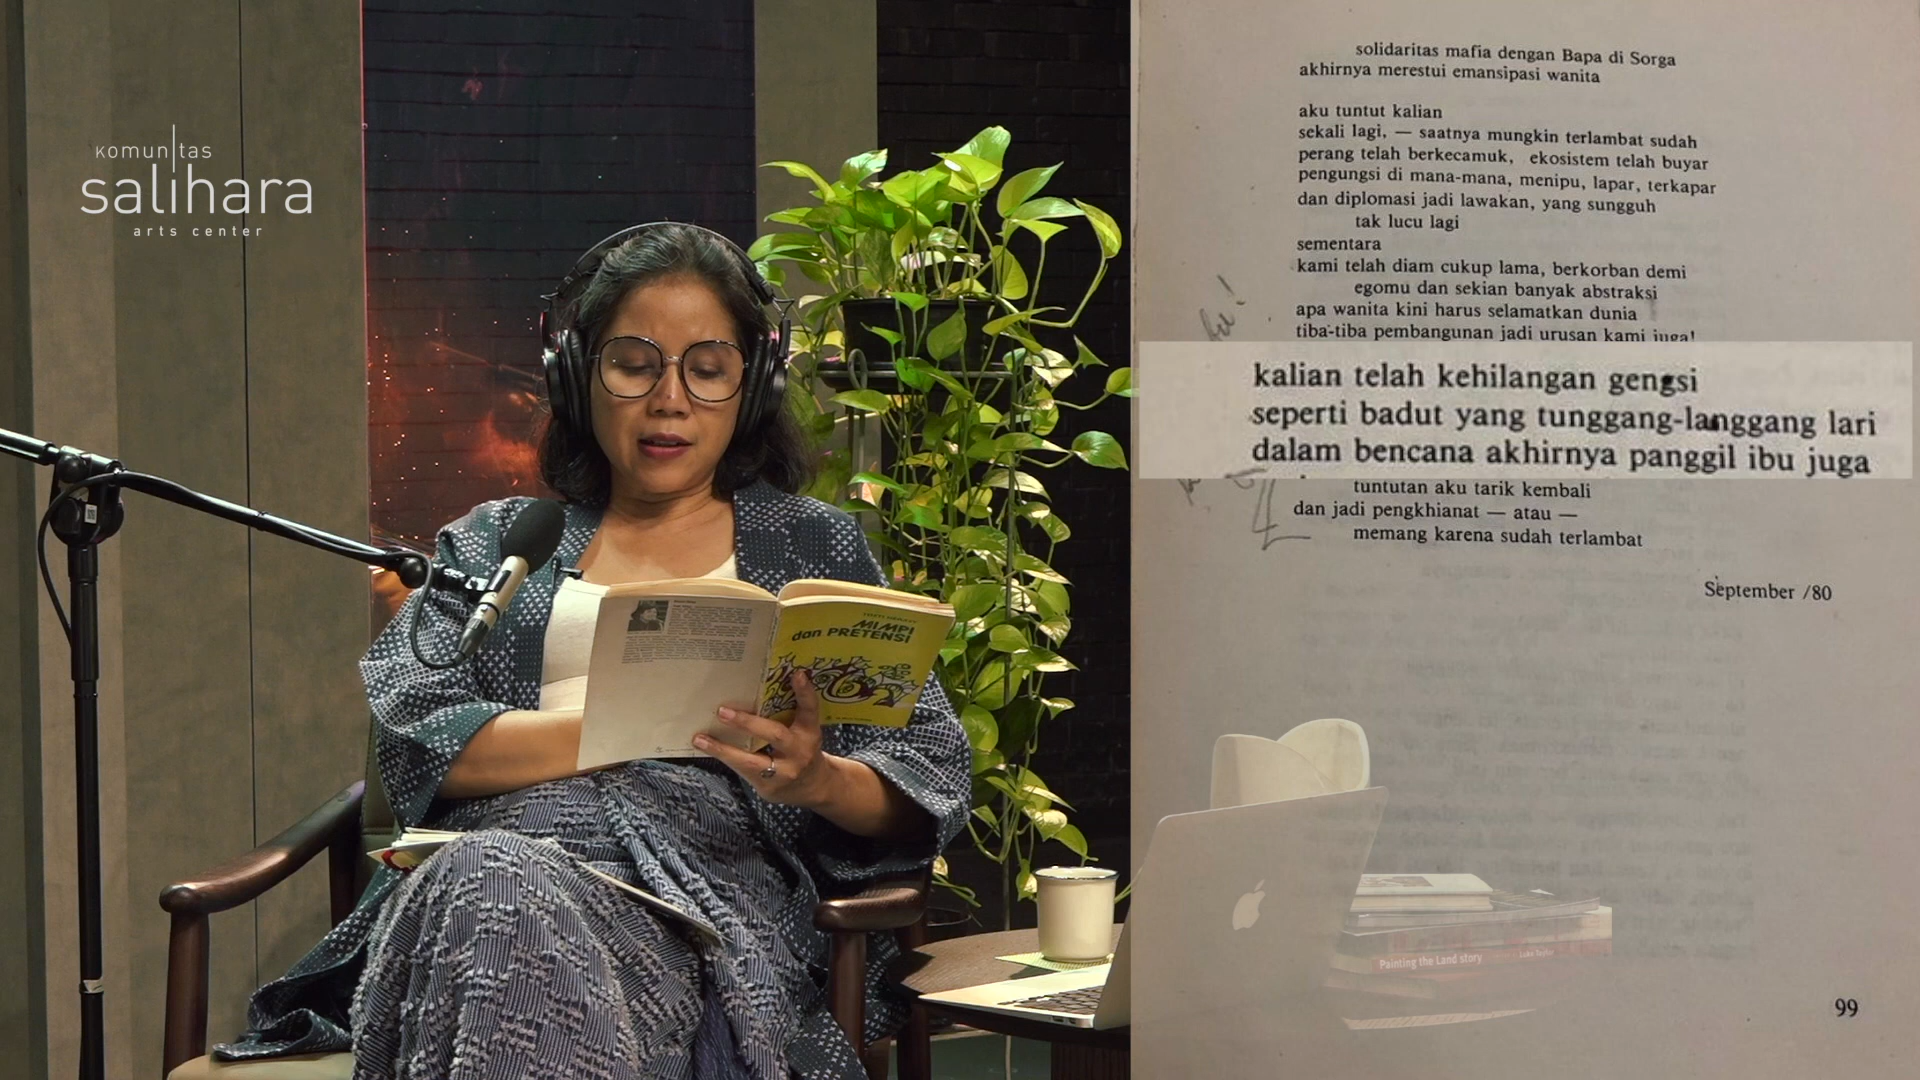 komunitas
salihara
arts center
MIMPI
dan PRETENSI
solidaritas mafia dengan Bapa di Sorga
akhirnya merestui emansipasi wanita
aku tuntut kalian
sekali lagi, — saatnya mungkin terlambat sudah
perang telah berkecamuk, ekosistem telah buyar
pengungsi di mana-mana, menipu, lapar, terkapar
dan diplomasi jadi lawakan, yang sungguh
tak lucu lagi
sementara
kami telah diam cukup lama, berkorban demi
egomu dan sekian banyak abstraksi
apa wanita kini harus selamatkan dunia
tiba-tiba pembangunan jadi urusan kami juga!
kalian telah kehilangan gengsi
seperti badut yang tunggang-langgang lari
dalam bencana akhirnya panggil ibu juga
tuntutan aku tarik kembali
dan jadi pengkhianat — atau —
memang karena sudah terlambat
September /80
Painting the Land story
Luke Taylor
99